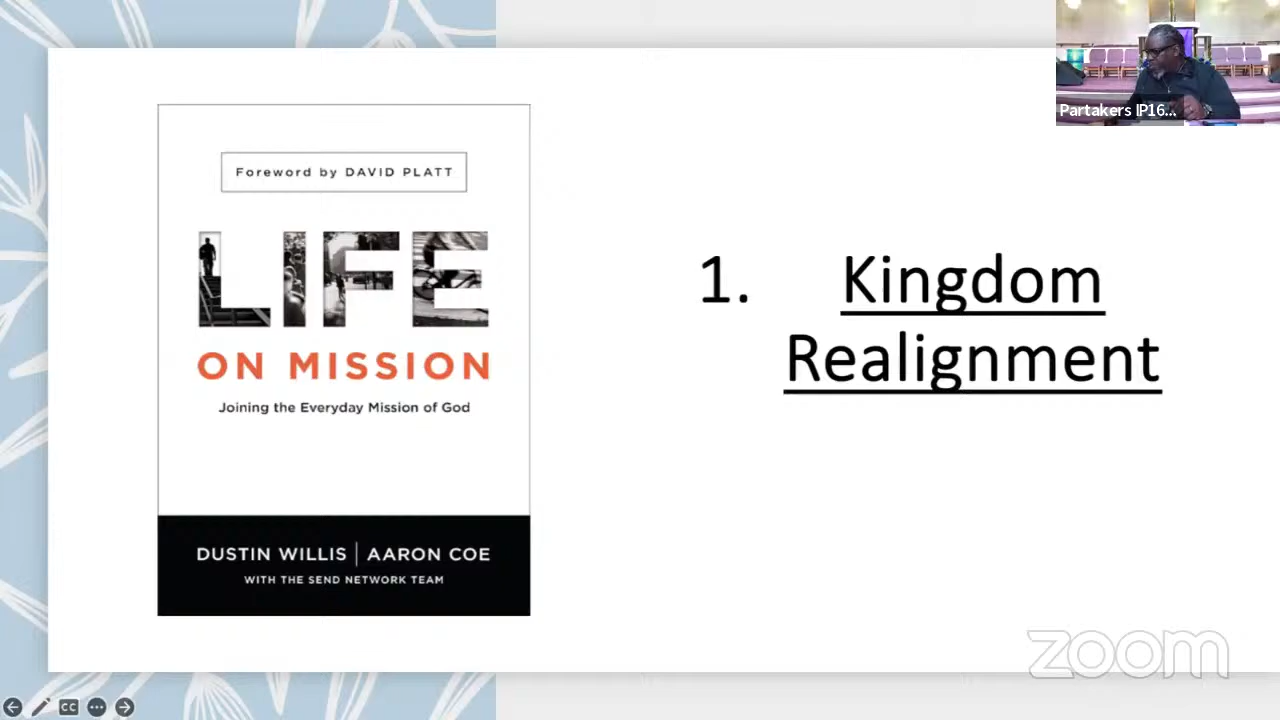 Foreword by DAVID PLATT
LIFE
ON MISSION
Joining the Everyday Mission of God
DUSTIN WILLIS | AARON COE
WITH THE SEND NETWORK TEAM
1. Kingdom
Realignment
Partakers IP16...
zoom
CC